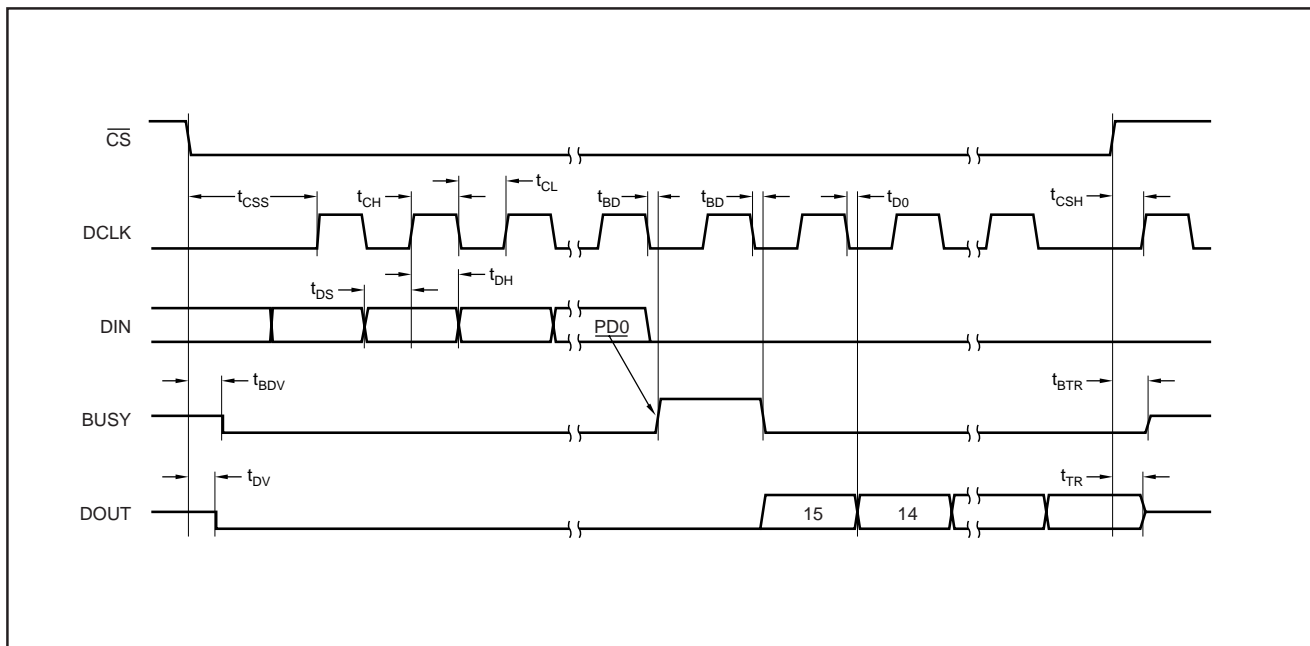 CS
tCSS
tCH
tCL
tBD
tBD
tD0
tCSH
DCLK
tDS
tDH
DIN
PD0
tBDV
tBTR
BUSY
tDV
tTR
DOUT
15
14